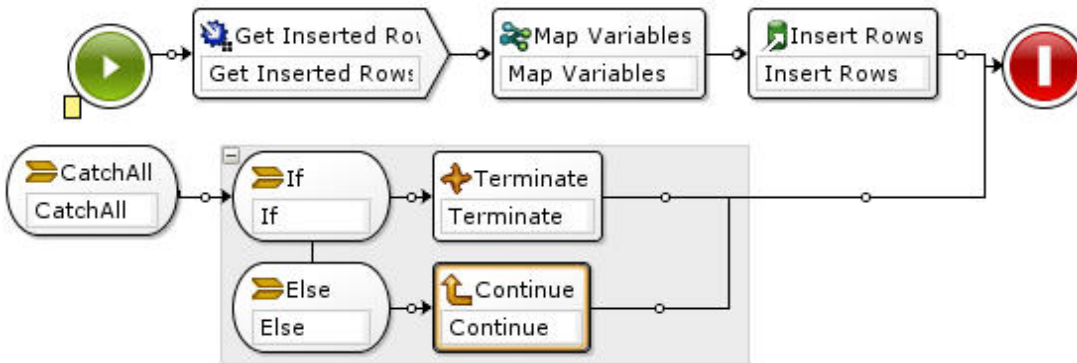 Get Inserted Rov
Get Inserted Rows
Map Variables
Map Variables
Insert Rows
Insert Rows
CatchAll
CatchAll
If
If
Terminate
Terminate
Else
Else
Continue
Continue